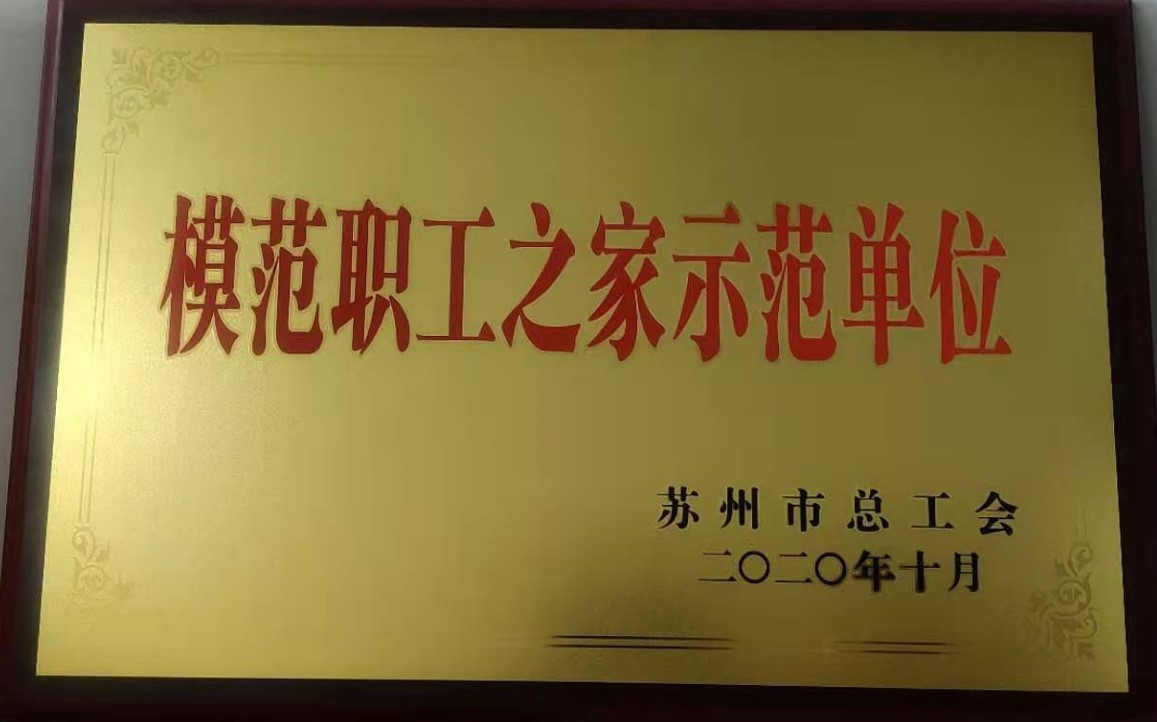 模范职工之家示范单位
苏州市总工会
二〇二〇年十月